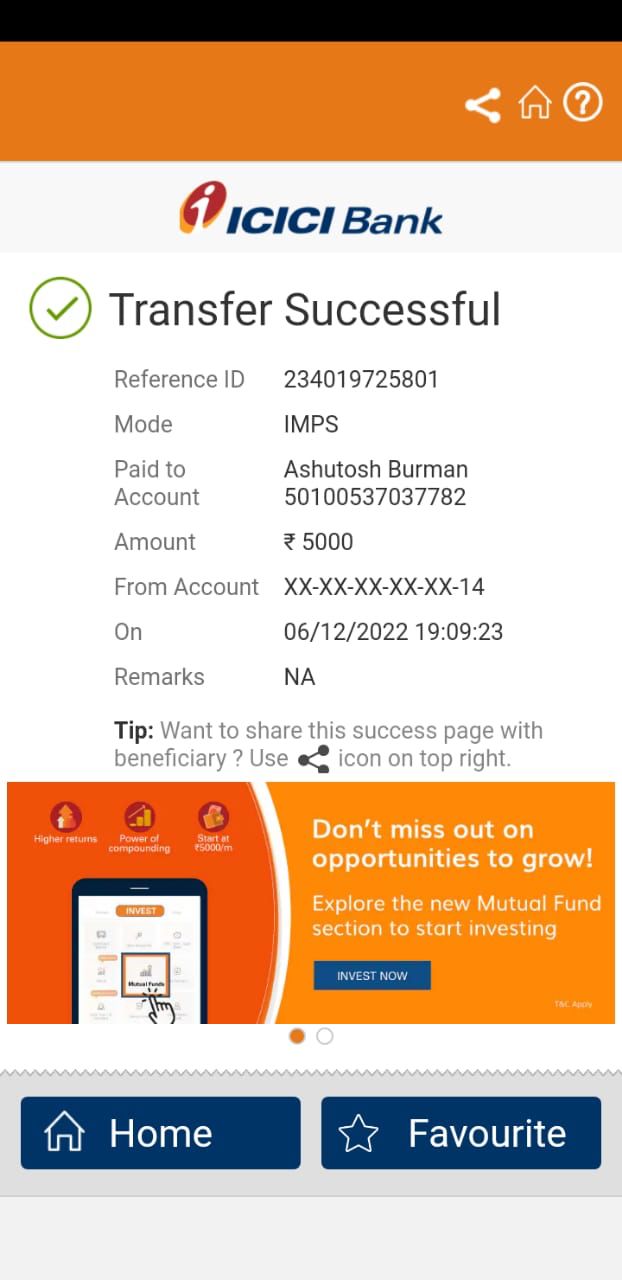 ICICI Bank
Transfer Successful
Reference ID 234019725801
Mode IMPS
Paid to Ashutosh Burman
Account 50100537037782
Amount ₹ 5000
From Account XX-XX-XX-XX-XX-14
On 06/12/2022 19:09:23
Remarks NA
Tip: Want to share this success page with
beneficiary ? Use icon on top right.
Higher returns
Power of
compounding
Start at
₹5000/m
INVEST
Mutual Funds
Don't miss out on
opportunities to grow!
Explore the new Mutual Fund
section to start investing
INVEST NOW
T&C Apply
Home
Favourite